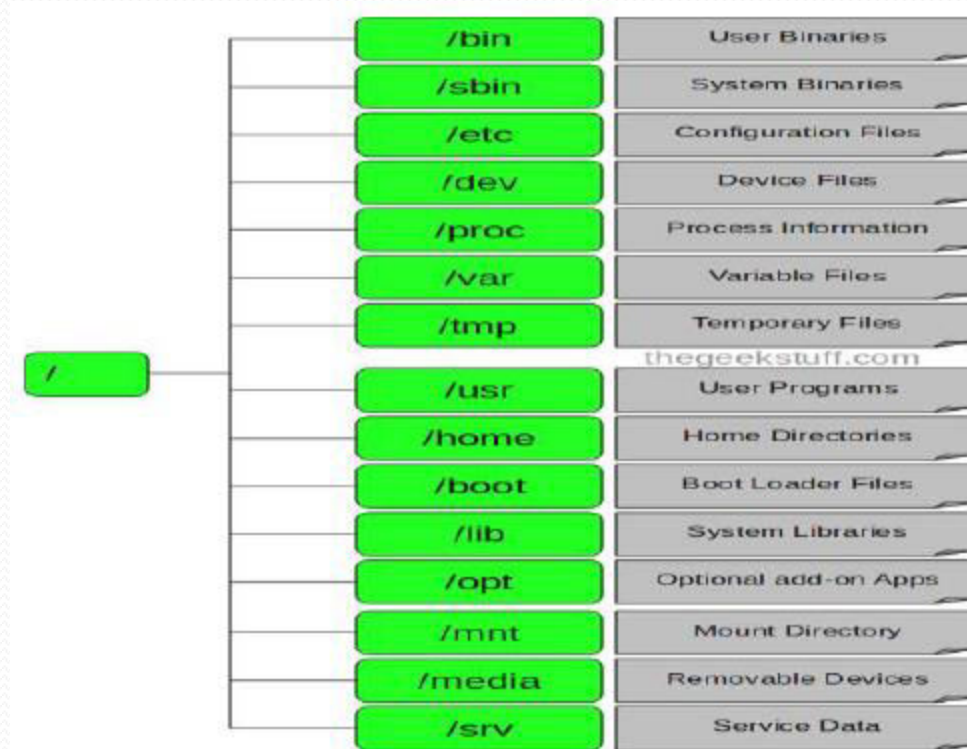 /bin User Binaries
/sbin System Binaries
/etc Configuration Files
/dev Device Files
/proc Process Information
/var Variable Files
/tmp Temporary Files
thegeekstuff.com
/
/usr User Programs
/home Home Directories
/boot Boot Loader Files
/lib System Libraries
/opt Optional add-on Apps
/mnt Mount Directory
/media Removable Devices
/srv Service Data